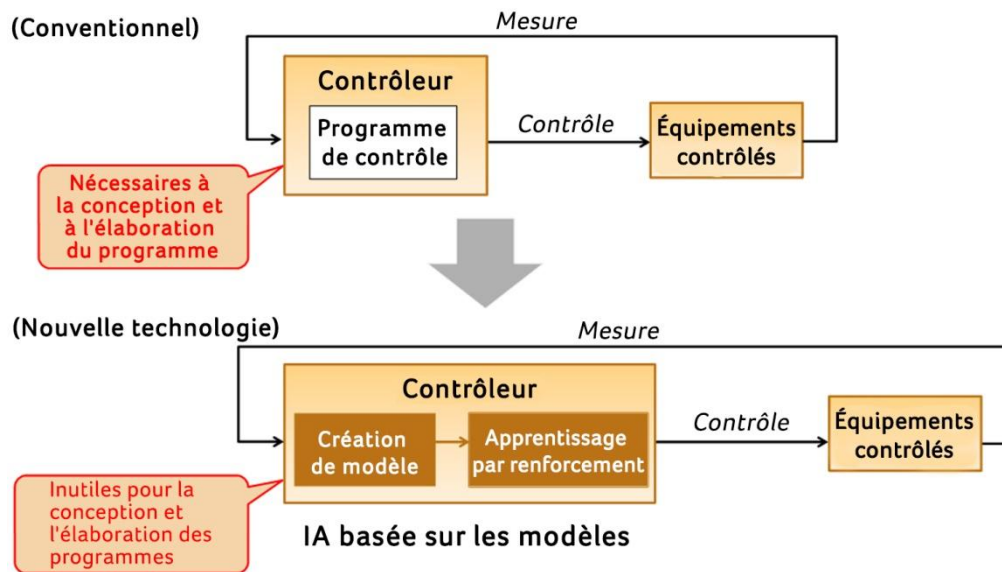 (Conventionnel)
Mesure
Contrôleur
Programme
de contrôle
Contrôle
Équipements
contrôlés
Nécessaires à
la conception et
à l'élaboration
du programme
(Nouvelle technologie)
Mesure
Contrôleur
Création
de modèle
Apprentissage
par renforcement
Contrôle
Équipements
contrôlés
Inutiles pour la
conception et
l'élaboration des
programmes
IA basée sur les modèles